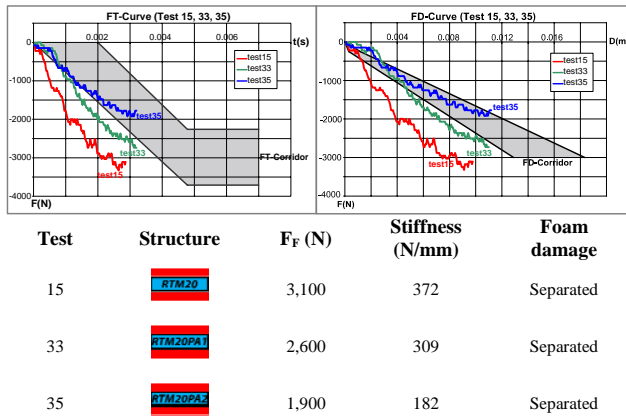 FT-Curve (Test 15, 33, 35)
0 0.002 0.004 0.006
t(s)
0
-1000
-2000
-3000
-4000
F(N)
test15
test33
test35
test35
test33
test15
FT-Corridor
FD-Curve (Test 15, 33, 35)
0 0.004 0.008 0.012 0.016
D(m
0
-1000
-2000
-3000
-4000
F(N)
test15
test33
test35
test35
test33
test15
FD-Corridor
Test Structure F_F (N) Stiffness (N/mm) Foam damage
15 RTM20 3,100 372 Separated
33 RTM20PA1 2,600 309 Separated
35 RTM20PA2 1,900 182 Separated